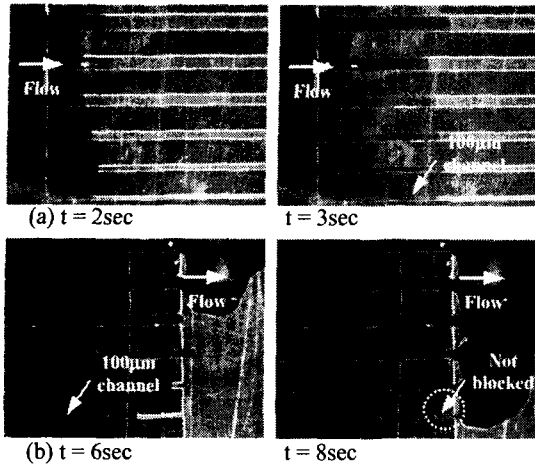 Flow
Flow
100μm
channel
(a) t = 2sec
t = 3sec
Flow
Flow
100μm
channel
Not
blocked
(b) t = 6sec
t = 8sec